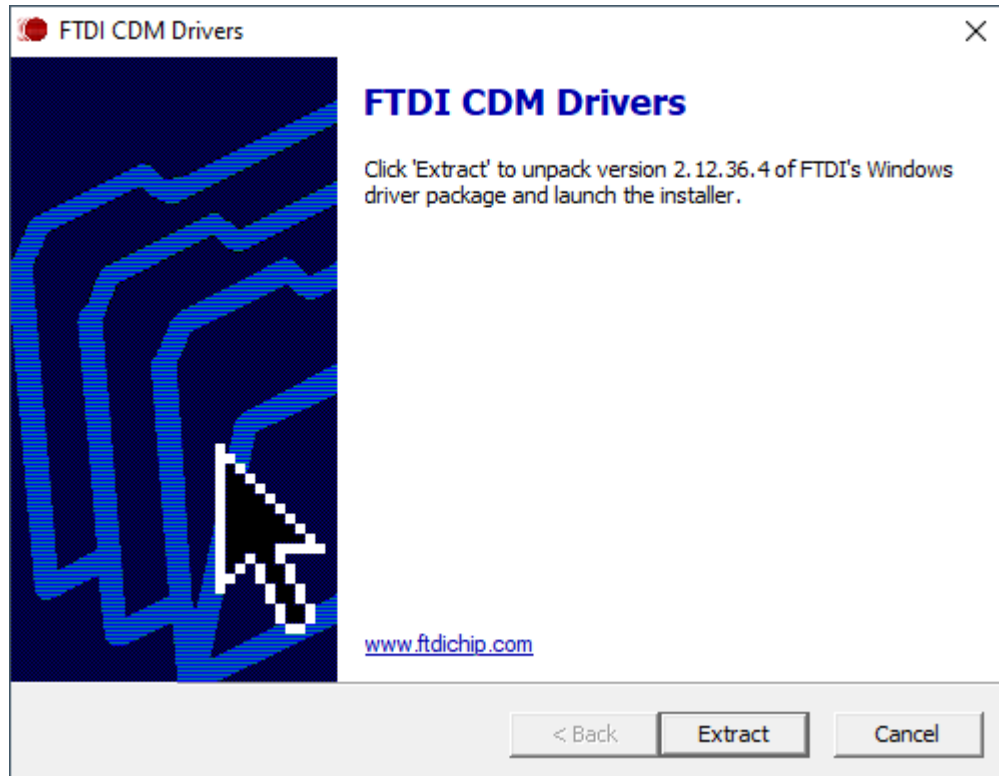 FTDI CDM Drivers
FTDI CDM Drivers
Click 'Extract' to unpack version 2.12.36.4 of FTDI's Windows
driver package and launch the installer.
www.ftdichip.com
< Back
Extract
Cancel